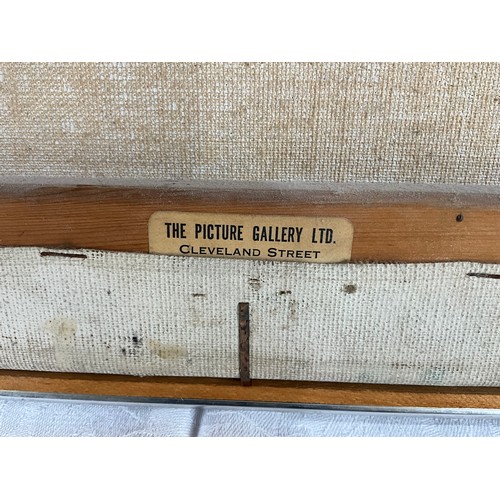 THE PICTURE GALLERY LTD.
CLEVELAND STREET